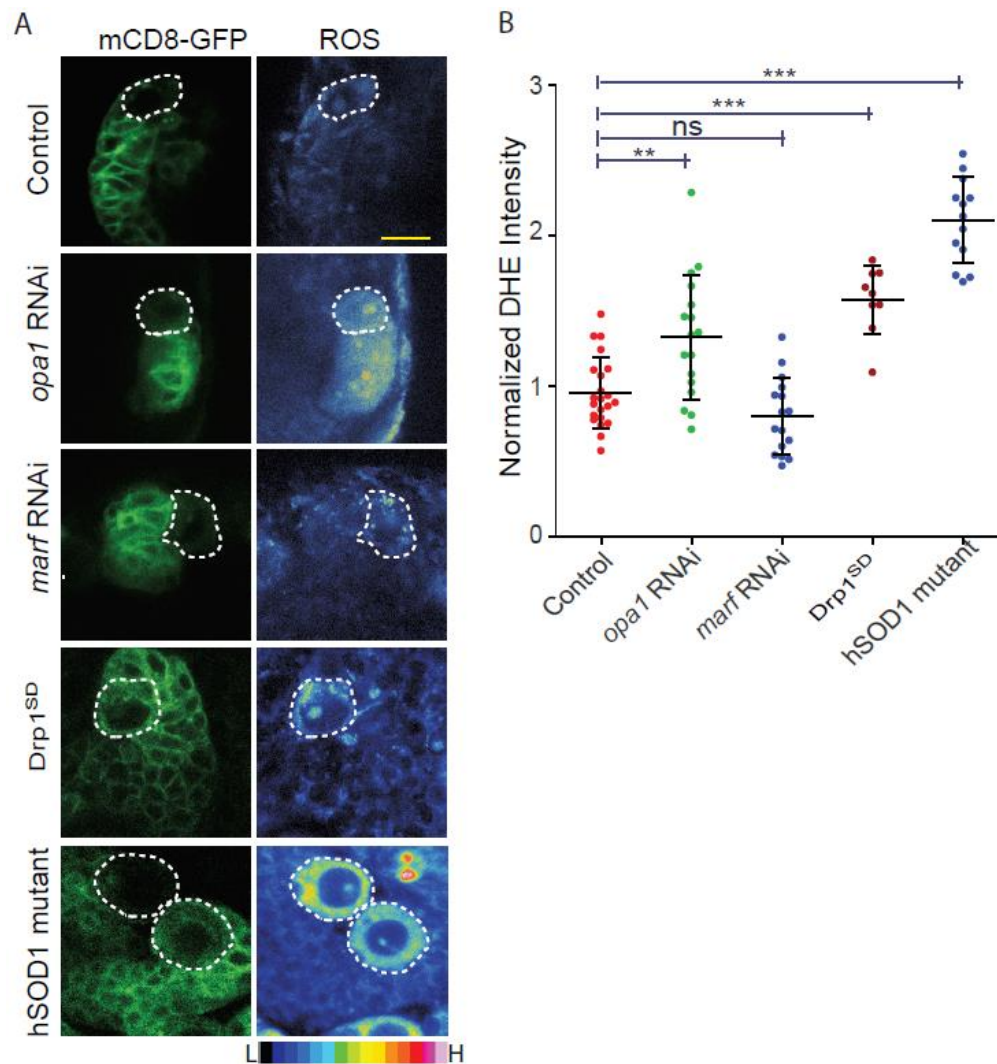 A
mCD8-GFP ROS
Control
opa1 RNAi
marf RNAi
Drp1SD
hSOD1 mutant
L H
B
Normalized DHE Intensity
3
2
1
0
***
***
ns
**
Control
opa1 RNAi
marf RNAi
Drp1SD
hSOD1 mutant